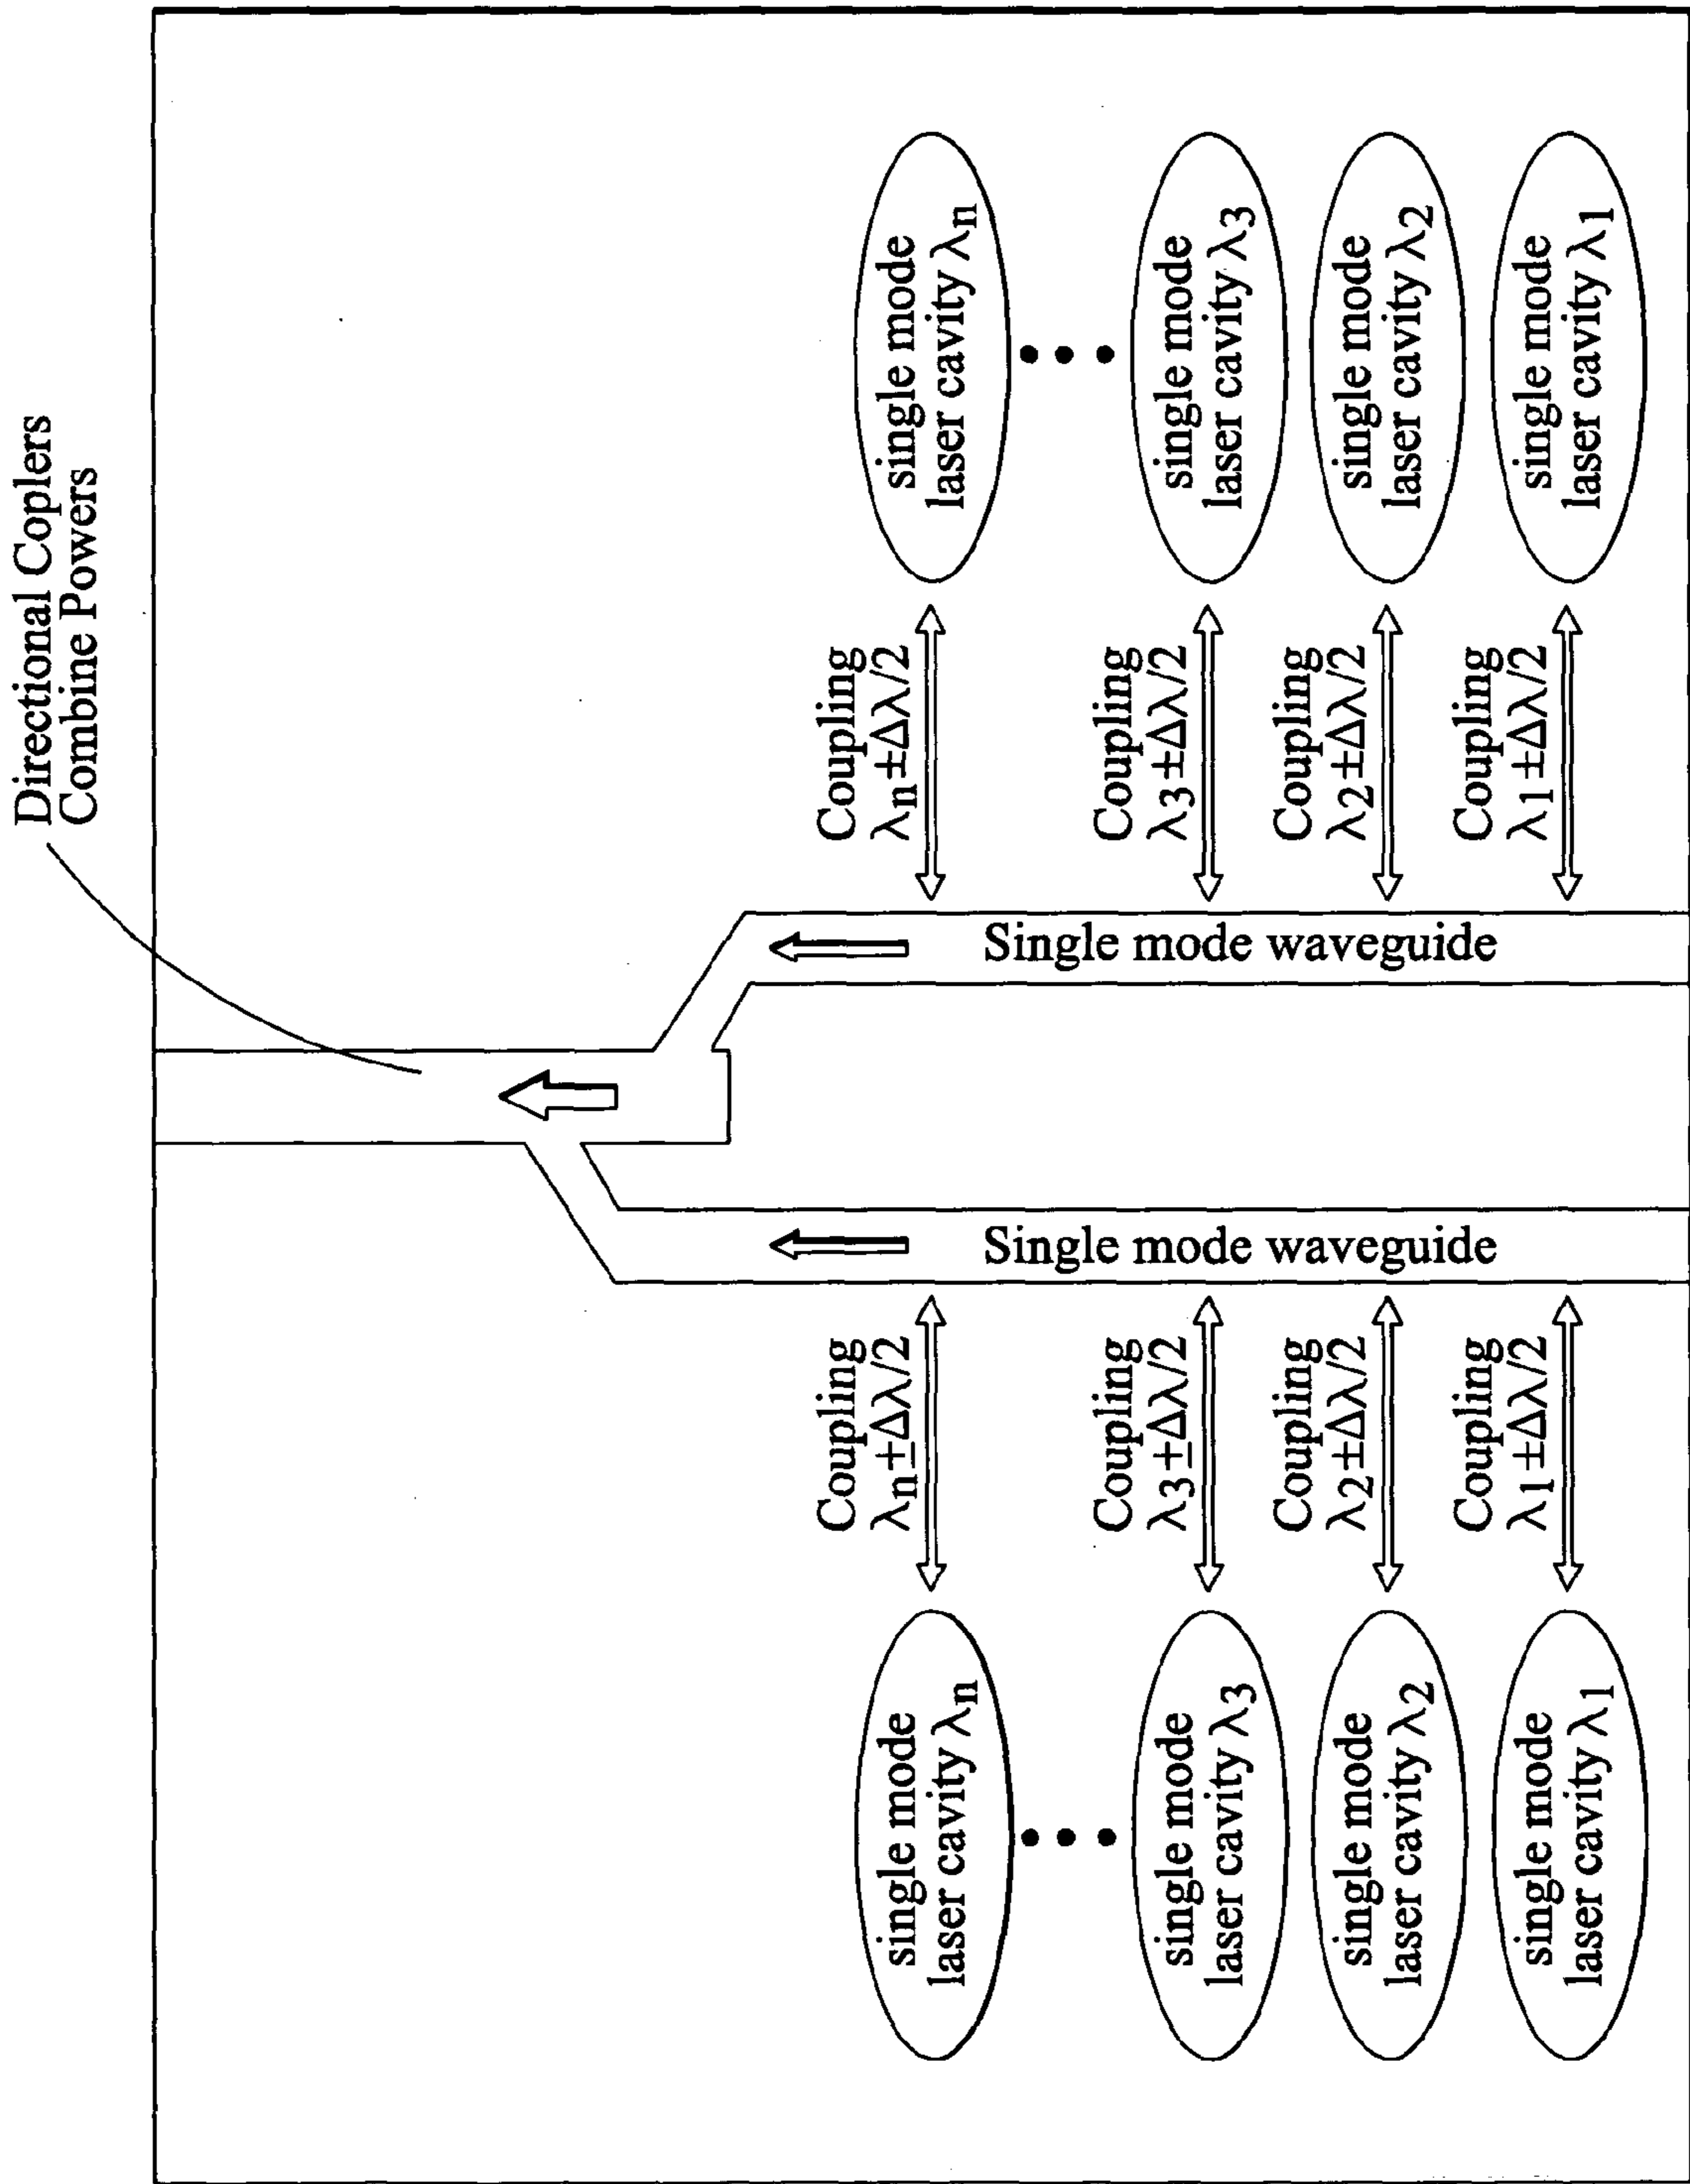 Directional Coplers
Combine Powers
single mode
laser cavity λn
single mode
laser cavity λ3
single mode
laser cavity λ2
single mode
laser cavity λ1
Coupling
λn±Δλ/2
Coupling
λ3±Δλ/2
Coupling
λ2±Δλ/2
Coupling
λ1±Δλ/2
Single mode waveguide
Single mode waveguide
Coupling
λn±Δλ/2
Coupling
λ3±Δλ/2
Coupling
λ2±Δλ/2
Coupling
λ1±Δλ/2
single mode
laser cavity λn
single mode
laser cavity λ3
single mode
laser cavity λ2
single mode
laser cavity λ1